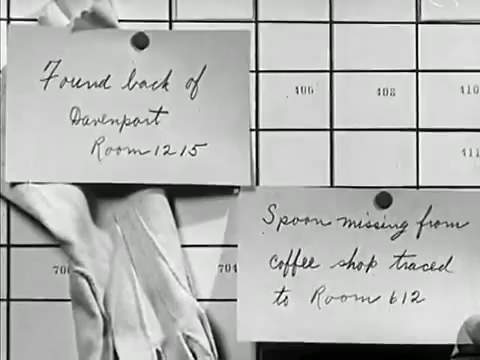 Found back of
Davenport
Room 1215
406
408
410
411
Spoon missing from
coffee shop traced
to Room 612
704